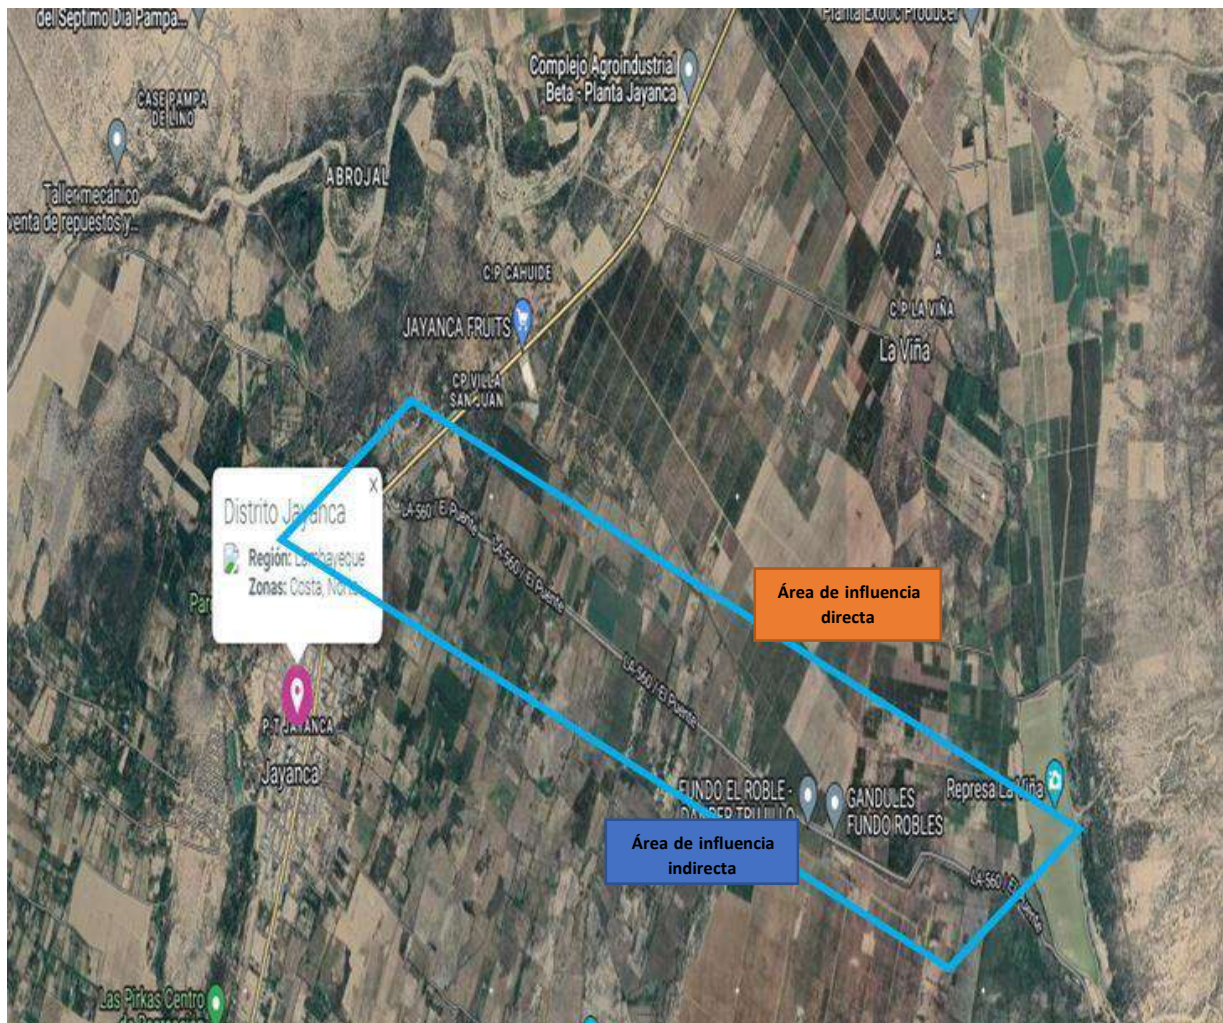 del Séptimo Día Pampa...
Planta Exotic Producer
Complejo Agroindustrial
Beta - Planta Jayanca
CASE PAMPA
DE LINO
ABROJAL
Taller mecánico
venta de repuestos y...
C.P CAHUIDE
A
C.P LA VIÑA
JAYANCA FRUITS
La Viña
CP VILLA
SAN JUAN
X
Distrito Jayanca
LA-560 / El Puente
LA-560 / El Puente
Región: Lambayeque
Zonas: Costa, Norte
Área de influencia
directa
LA-560 / El Puente
P.T JAYANCA
Jayanca
FUNDO EL ROBLE -
GANDULES
FUNDO ROBLES
Represa La Viña
Área de influencia
indirecta
LA-560 / El Puente
Las Pirkas Centro
de Recreación